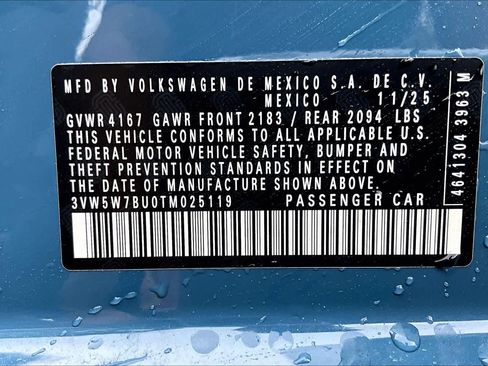 MFD BY VOLKSWAGEN DE MEXICO S.A. DE C.V.
MEXICO 11/25
GVWR 4167 GAWR FRONT 2183 / REAR 2094 LBS
THIS VEHICLE CONFORMS TO ALL APPLICABLE U.S.
FEDERAL MOTOR VEHICLE SAFETY, BUMPER AND
THEFT PREVENTION STANDARDS IN EFFECT ON THE
DATE OF MANUFACTURE SHOWN ABOVE.
3VW5W7BU0TM025119 PASSENGER CAR
4641304 3963 M